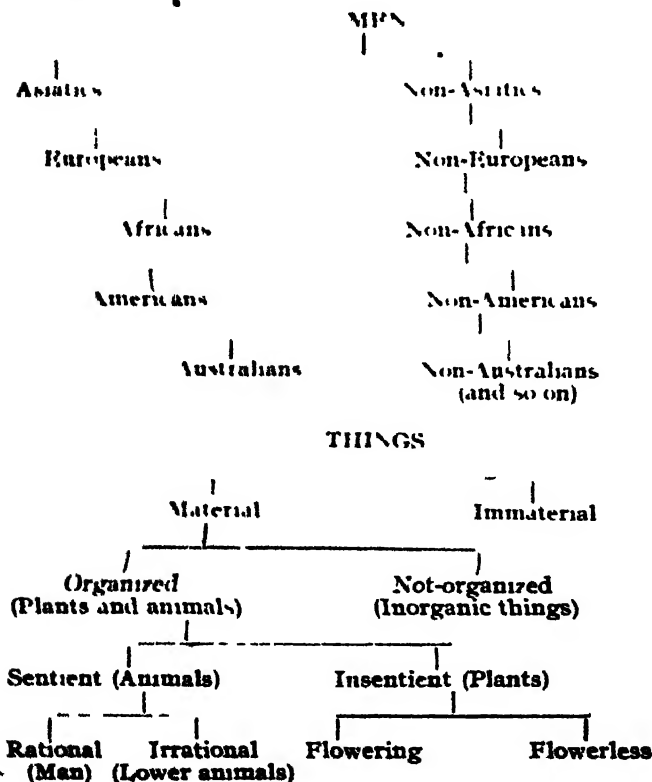 MEN
Asiatics Non-Asiatics
Europeans Non-Europeans
Africans Non-Africans
Americans Non-Americans
Australians Non-Australians
(and so on)
THINGS
Material Immaterial
Organized Not-organized
(Plants and animals) (Inorganic things)
Sentient (Animals) Insentient (Plants)
Rational Irrational Flowering Flowerless
(Man) (Lower animals)